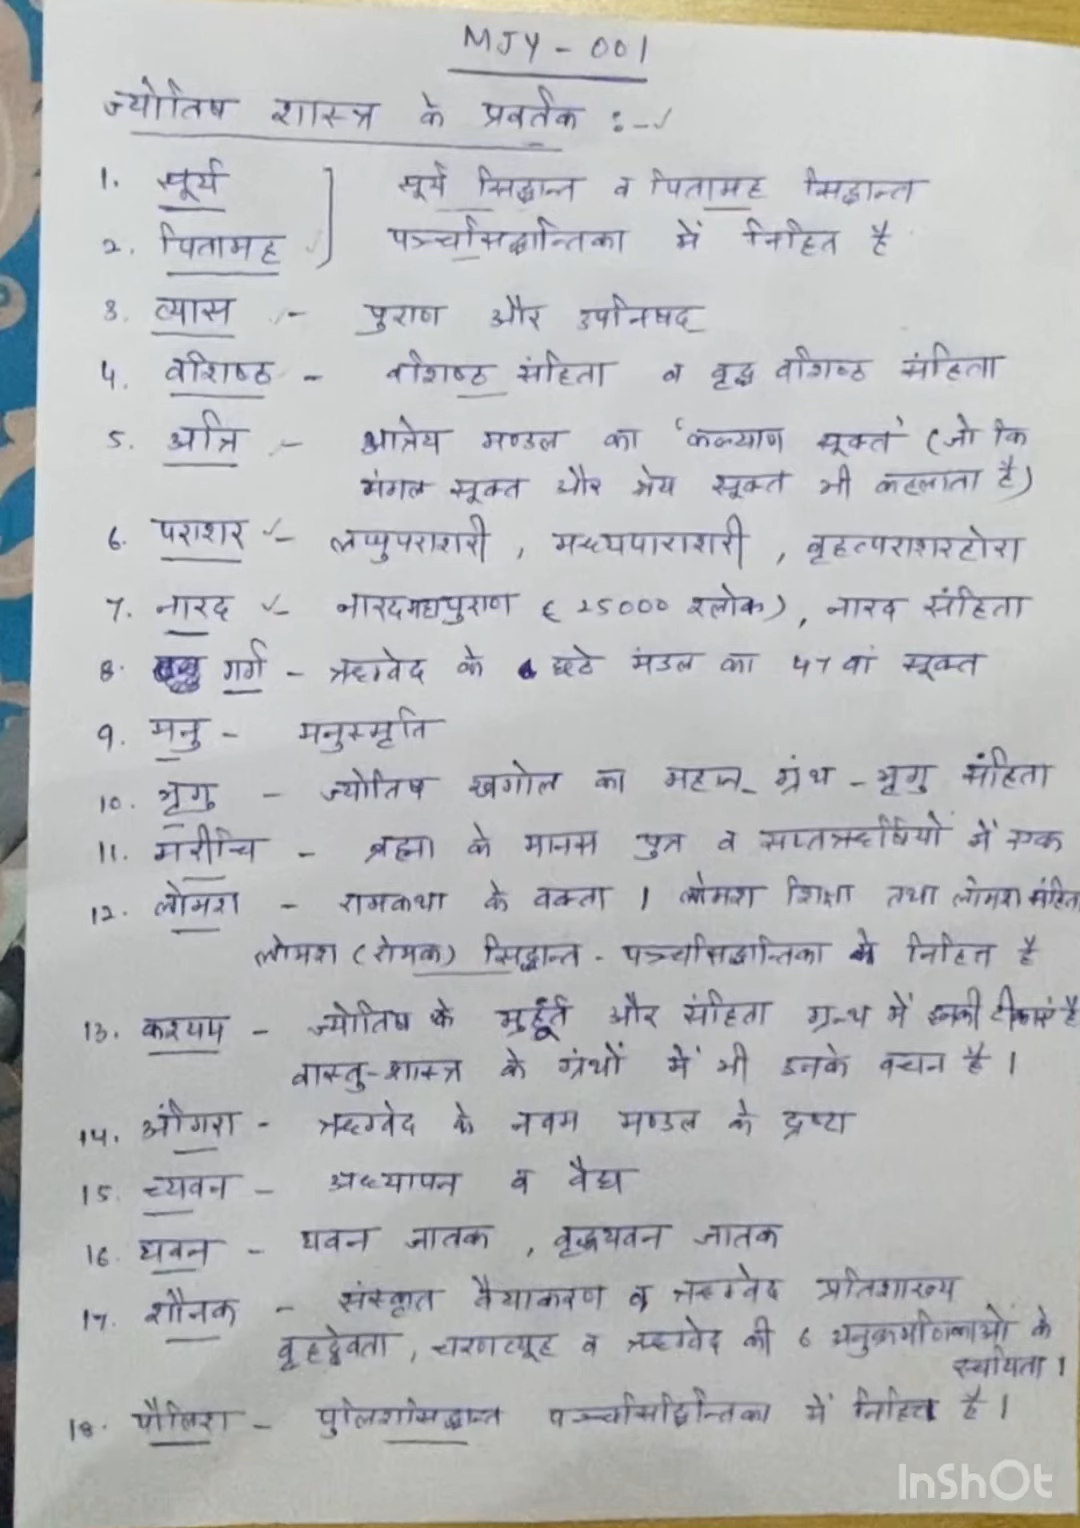 MJY - 001
ज्योतिष शास्त्र के प्रवर्तक :-
1. सूर्य सूर्य सिद्धान्त व पितामह सिद्धान्त
2. पितामह पञ्चसिद्धान्तिका में निहित है
3. व्यास - पुराण और उपनिषद
4. वशिष्ठ - वशिष्ठ संहिता व वृद्ध वशिष्ठ संहिता
5. अत्रि - आत्रेय मण्डल का 'कल्याण सूक्त' (जो कि
मंगल सूक्त और श्रेय सूक्त भी कहलाता है)
6. पराशर - लघुपराशरी, मध्यपाराशरी, वृहत्पराशरहोरा
7. नारद - नारदमहापुराण (25000 श्लोक), नारद संहिता
8. गर्ग - ऋग्वेद के छठे मंडल का 47 वां सूक्त
9. मनु - मनुस्मृति
10. भृगु - ज्योतिष खगोल का महान ग्रंथ - भृगु संहिता
11. मरीचि - ब्रह्मा के मानस पुत्र व सप्तऋर्षियों में एक
12. लोमश - रामकथा के वक्ता । लोमश शिक्षा तथा लोमश संहिता
लोमश (रोमक) सिद्धान्त - पञ्चसिद्धान्तिका में निहित है
13. कश्यप - ज्योतिष के मुहूर्त और संहिता ग्रन्थ में इनकी टीकाएं है
वास्तु-शास्त्र के ग्रंथों में भी उनके वचन है ।
14. अंगिरा - ऋग्वेद के नवम मण्डल के द्रष्टा
15. च्यवन - अध्यापन व वैद्य
16. यवन - यवन जातक, वृद्धयवन जातक
17. शौनक - संस्कृत वैयाकरण व ऋग्वेद प्रतिशाख्य
वृहद्देवता, चरणव्यूह व ऋग्वेद की 6 अनुक्रमणिकाओं के
रचयिता ।
18. पौलिश - पुलिशसिद्धान्त पञ्चसिद्धान्तिका में निहित है ।
InShOt